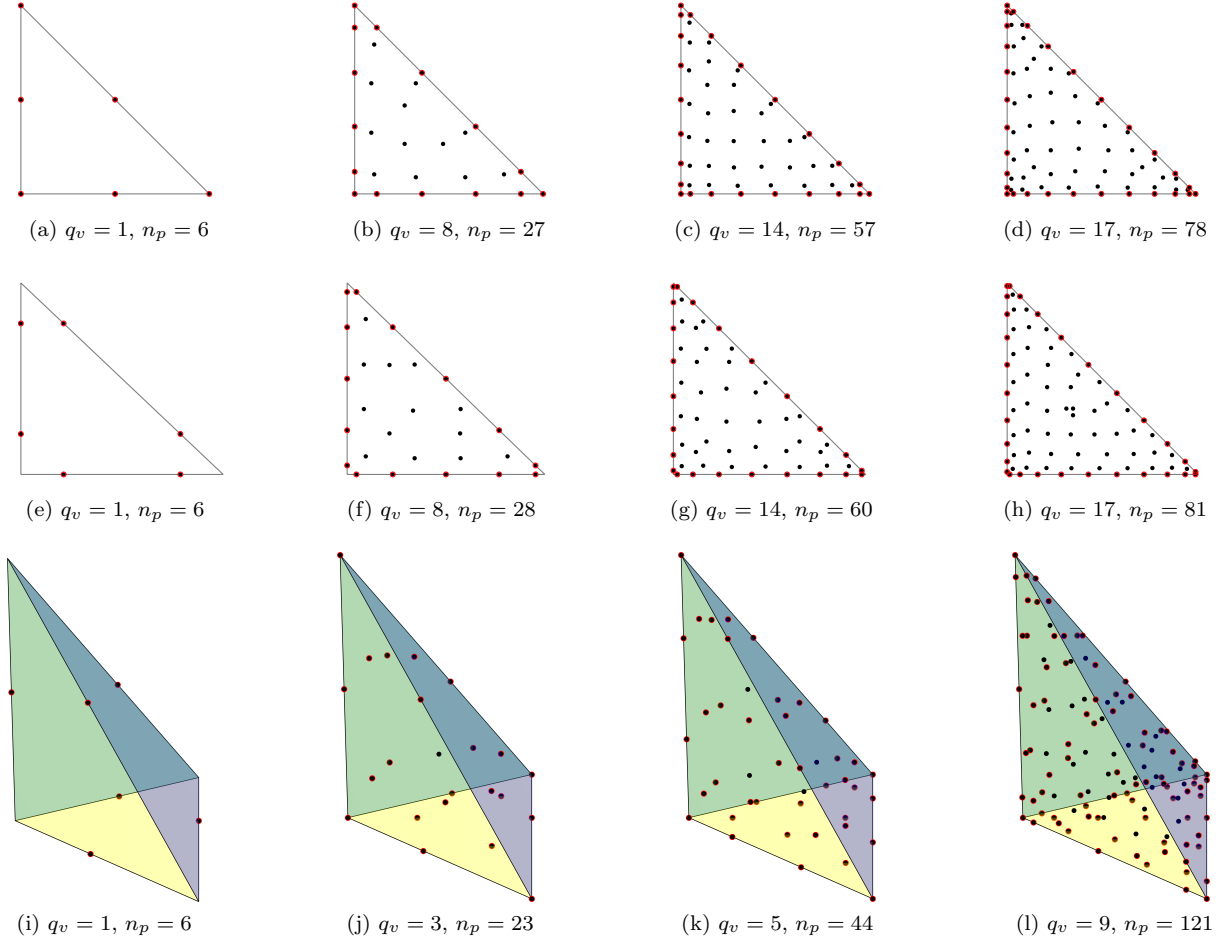 (a) q_v = 1, n_p = 6
(b) q_v = 8, n_p = 27
(c) q_v = 14, n_p = 57
(d) q_v = 17, n_p = 78
(e) q_v = 1, n_p = 6
(f) q_v = 8, n_p = 28
(g) q_v = 14, n_p = 60
(h) q_v = 17, n_p = 81
(i) q_v = 1, n_p = 6
(j) q_v = 3, n_p = 23
(k) q_v = 5, n_p = 44
(l) q_v = 9, n_p = 121